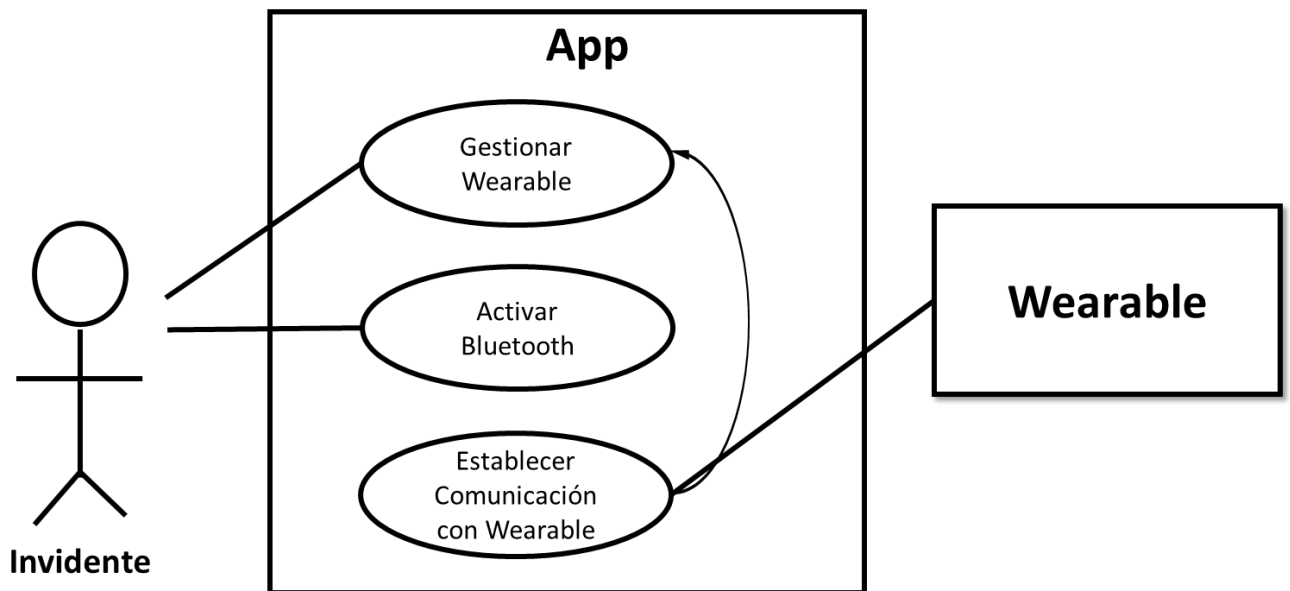 App
Gestionar
Wearable
Activar
Bluetooth
Establecer
Comunicación
con Wearable
Wearable
Invidente